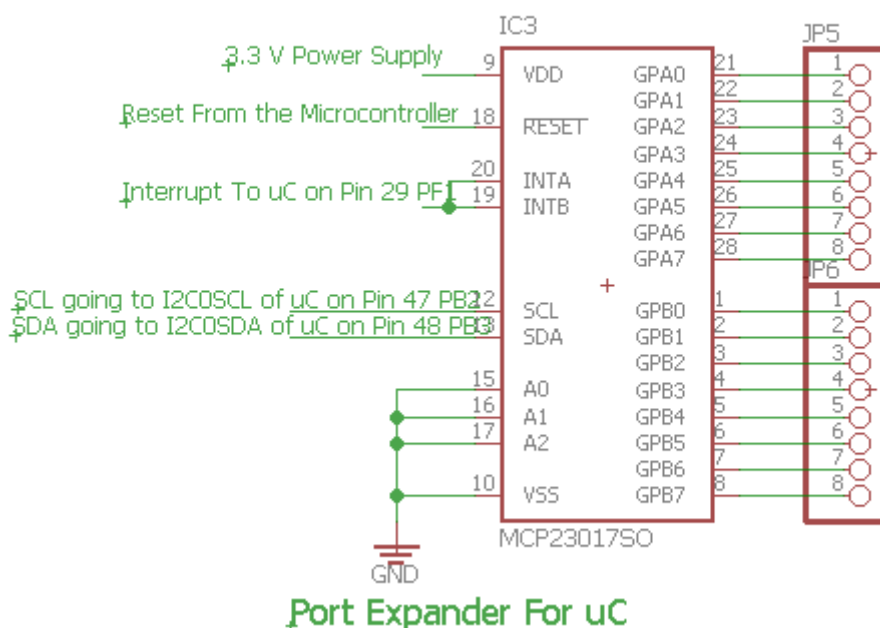 IC3
JP5
3.3 V Power Supply
9 VDD GPA0 21 1
GPA1 22 2
Reset From the Microcontroller
18 RESET GPA2 23 3
GPA3 24 4
20 INTA GPA4 25 5
Interrupt To uC on Pin 29 PF1
19 INTB GPA5 26 6
GPA6 27 7
GPA7 28 8
JP6
SCL going to I2C0SCL of uC on Pin 47 PB2
12 SCL GPB0 1 1
SDA going to I2C0SDA of uC on Pin 48 PB3
13 SDA GPB1 2 2
GPB2 3 3
15 A0 GPB3 4 4
16 A1 GPB4 5 5
17 A2 GPB5 6 6
GPB6 7 7
10 VSS GPB7 8 8
MCP23017SO
GND
Port Expander For uC